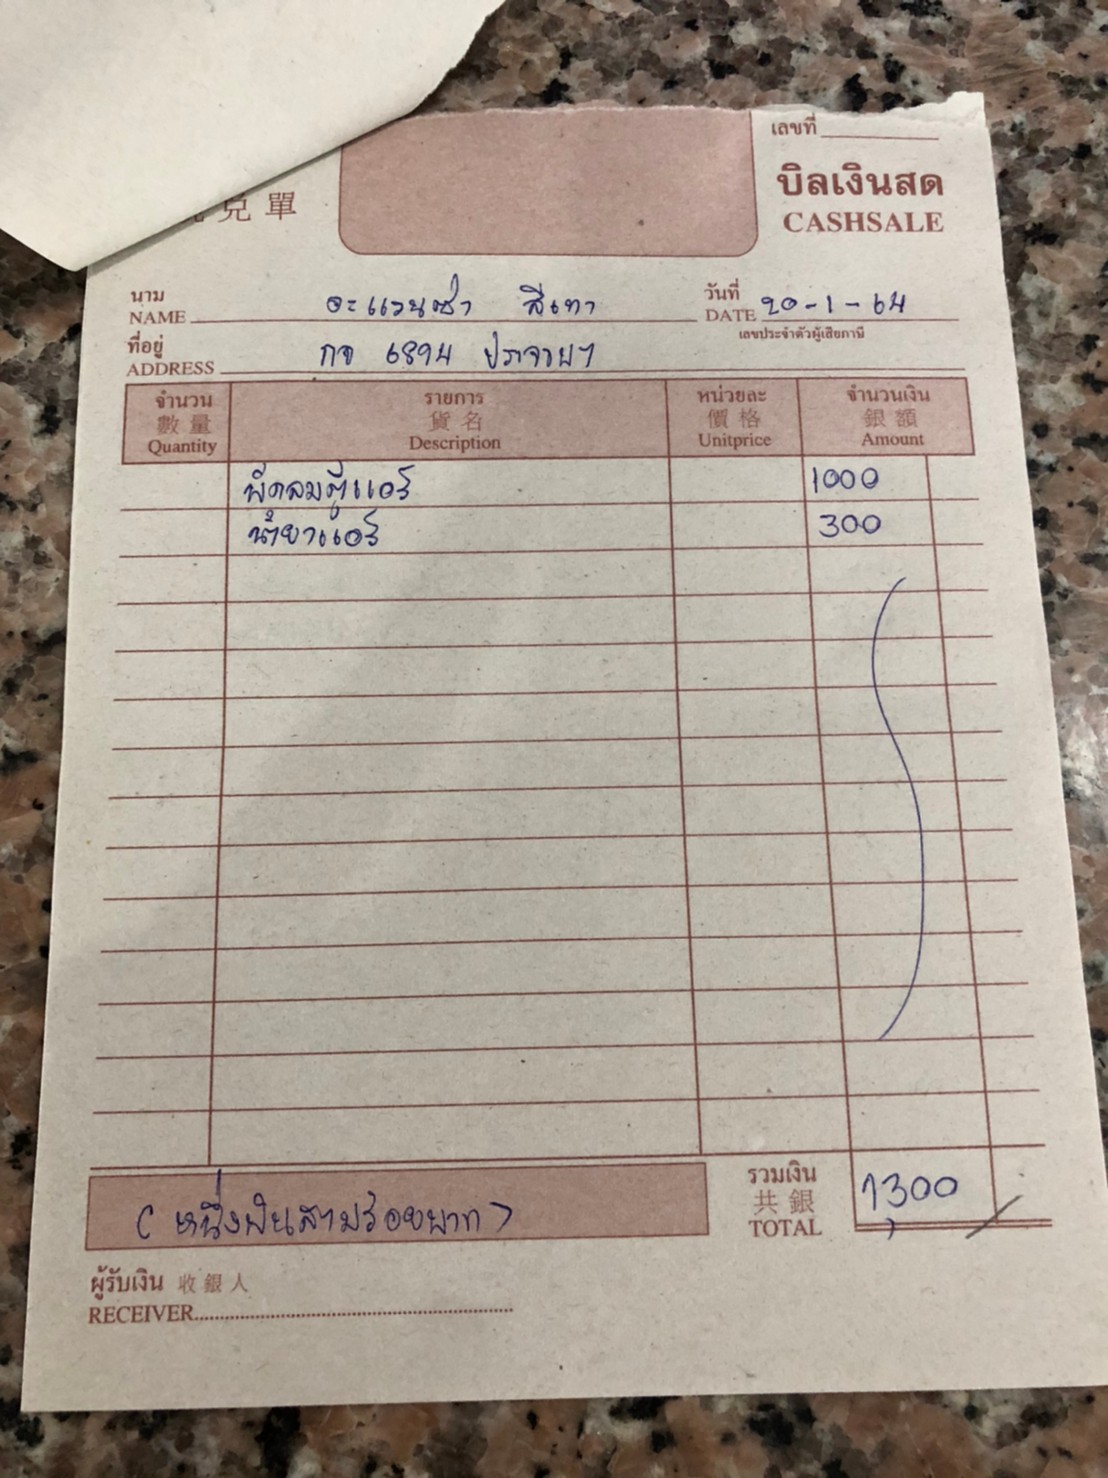 เลขที่
兌單
บิลเงินสด
CASHSALE
นาม
NAME
อะแวนซ่า สีเทา
วันที่
DATE 20-1-64
เลขประจำตัวผู้เสียภาษี
ที่อยู่
ADDRESS
กจ 6894 ปราจีนฯ
จำนวน รายการ หน่วยละ จำนวนเงิน
數量 貨名 價格 銀額
Quantity Description Unitprice Amount
พัดลมตู้แอร์ 1000
น้ำยาแอร์ 300
รวมเงิน
共銀
TOTAL
1,300
(หนึ่งพันสามร้อยบาท)
ผู้รับเงิน 收銀人
RECEIVER